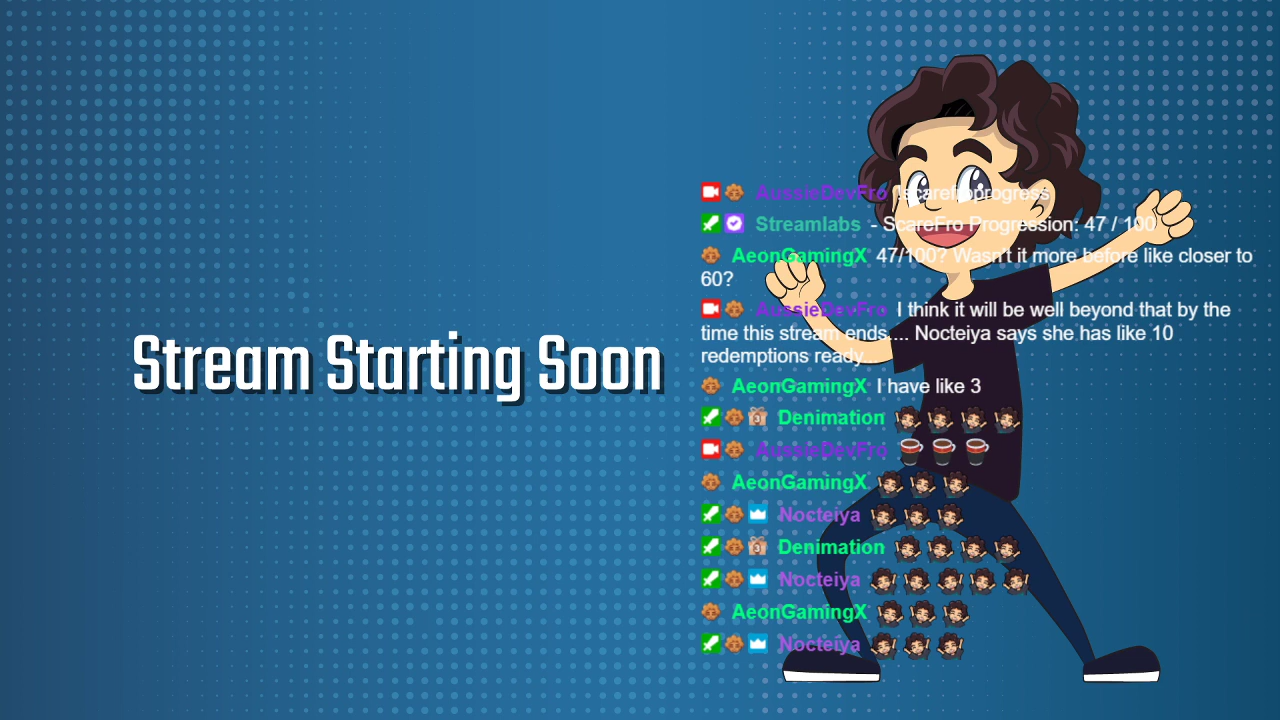 AussieDevFro !scarefroprogress
Streamlabs - ScareFro Progression: 47 / 100
AeonGamingX 47/100? Wasn't it more before like closer to
60?
AussieDevFro I think it will be well beyond that by the
time this stream ends.... Nocteiya says she has like 10
redemptions ready...
Stream Starting Soon
AeonGamingX I have like 3
Denimation
AussieDevFro
AeonGamingX
Nocteiya
Denimation
Nocteiya
AeonGamingX
Nocteiya